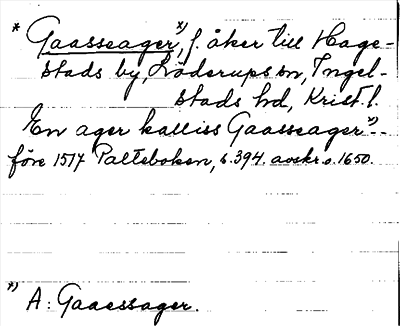 * Gaasseager *), f. åker till Hage-
stads by, Löderups sn, Ingel-
stads hd, Krist. l.
En ager kalliss Gaasseager *) --
före 1517 Palteboken, s. 394. avskr. o. 1650.
*) A: Gaaessager.